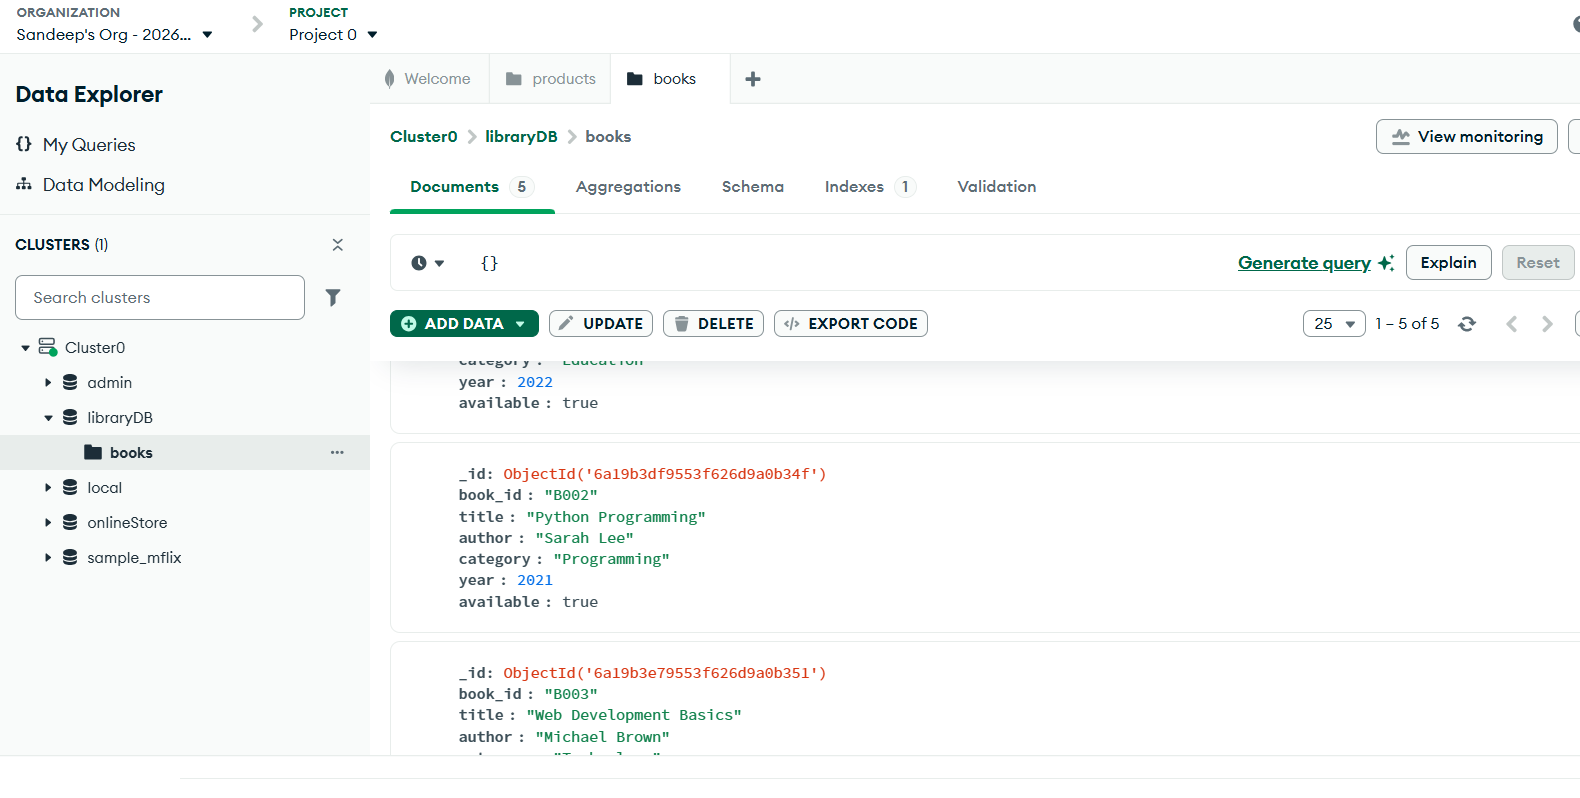 ORGANIZATION
Sandeep's Org - 2026...
PROJECT
Project 0
Data Explorer
My Queries
Data Modeling
CLUSTERS (1)
Search clusters
Cluster0
admin
libraryDB
books
local
onlineStore
sample_mflix
Welcome
products
books
Cluster0 > libraryDB > books
View monitoring
Documents 5
Aggregations
Schema
Indexes 1
Validation
{}
Generate query
Explain
Reset
ADD DATA
UPDATE
DELETE
EXPORT CODE
25
1 – 5 of 5
category : "Education
year : 2022
available : true
_id: ObjectId('6a19b3df9553f626d9a0b34f')
book_id : "B002"
title : "Python Programming"
author : "Sarah Lee"
category : "Programming"
year : 2021
available : true
_id: ObjectId('6a19b3e79553f626d9a0b351')
book_id : "B003"
title : "Web Development Basics"
author : "Michael Brown"